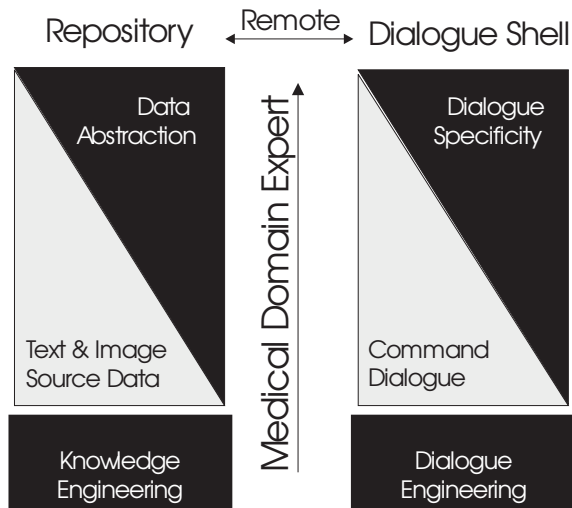 Repository
Remote
Dialogue Shell
Data
Abstraction
Text & Image
Source Data
Knowledge
Engineering
Medical Domain Expert
Dialogue
Specificity
Command
Dialogue
Dialogue
Engineering